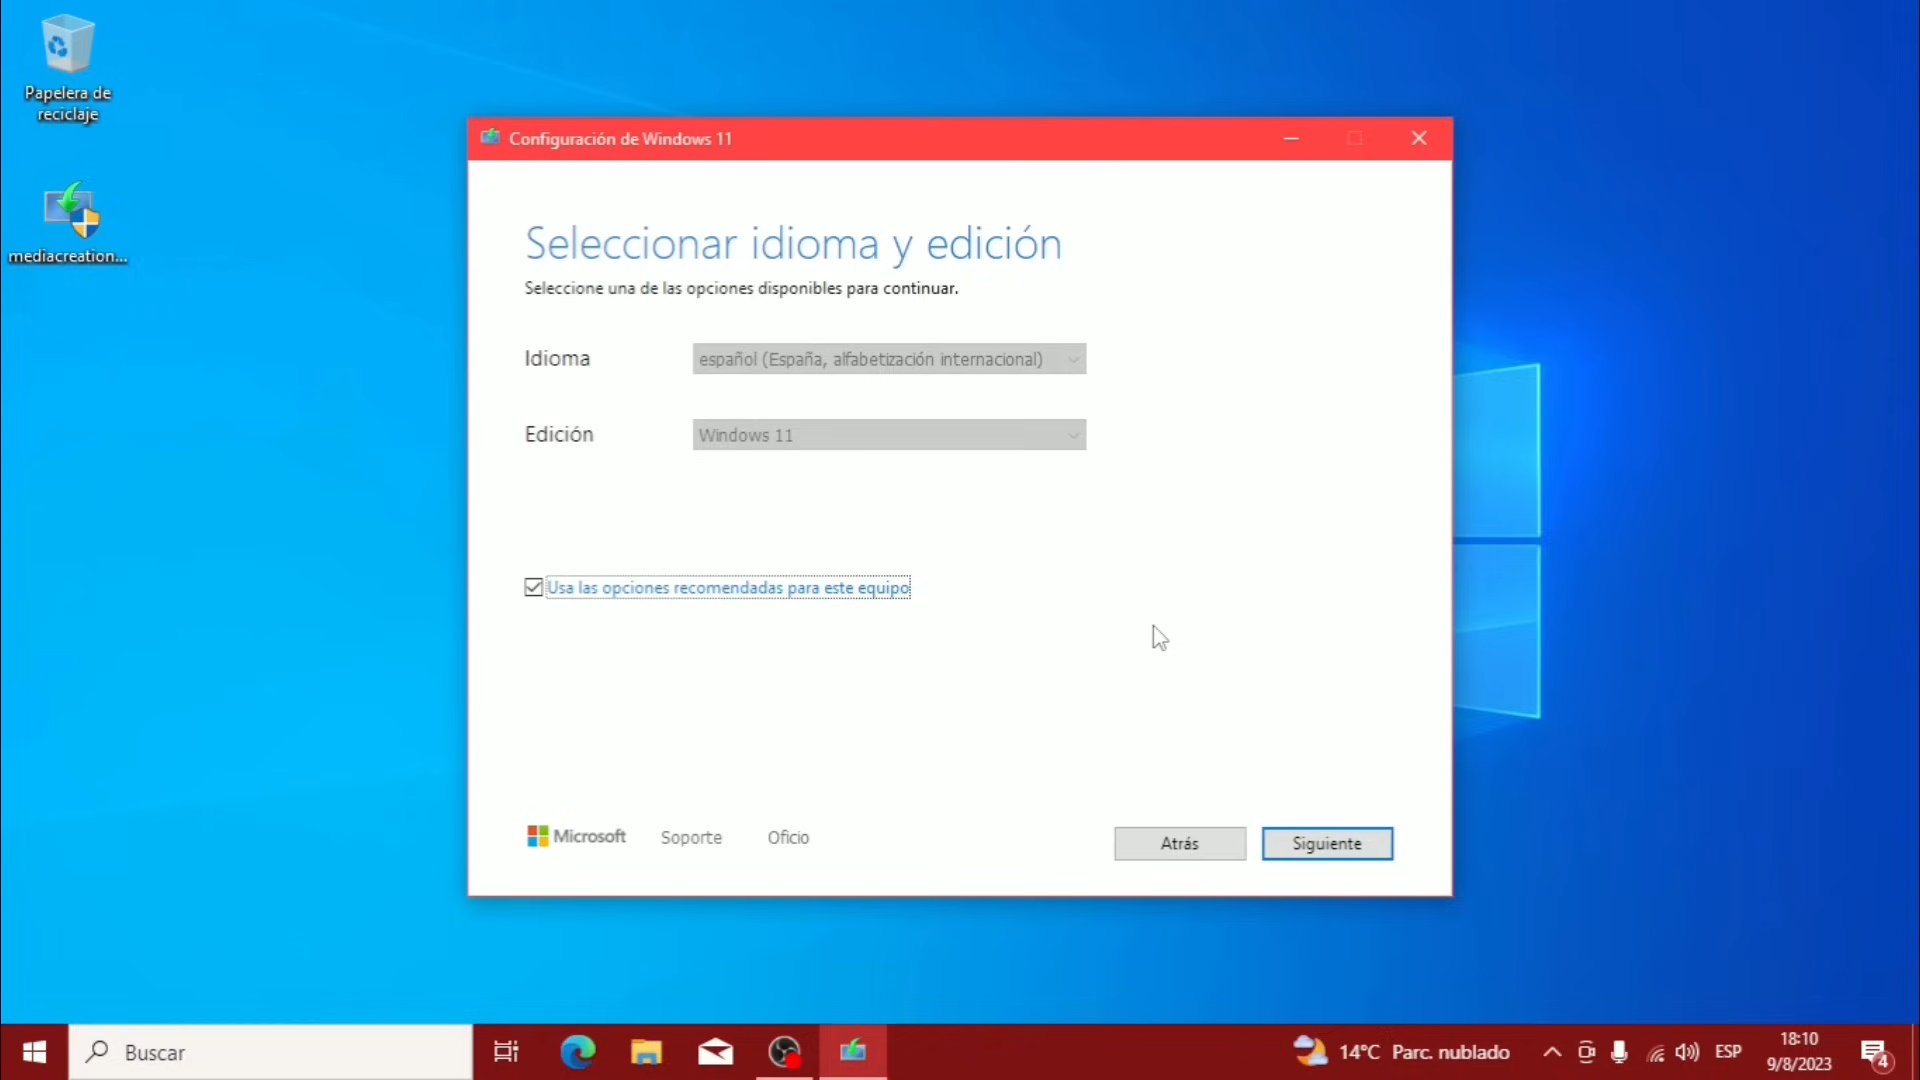 Papelera de
reciclaje
mediacreation...
Configuración de Windows 11
Seleccionar idioma y edición
Seleccione una de las opciones disponibles para continuar.
Idioma
español (España, alfabetización internacional)
Edición
Windows 11
Usa las opciones recomendadas para este equipo
Microsoft
Soporte
Oficio
Atrás
Siguiente
Buscar
14°C Parc. nublado
ESP
18:10
9/8/2023
4